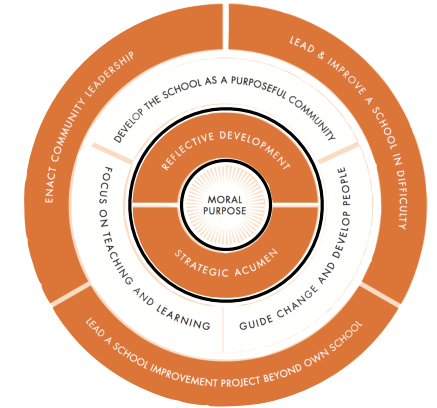 ENACT COMMUNITY LEADERSHIP
LEAD & IMPROVE A SCHOOL IN DIFFICULTY
DEVELOP THE SCHOOL AS A PURPOSEFUL COMMUNITY
REFLECTIVE DEVELOPMENT
MORAL
PURPOSE
STRATEGIC ACUMEN
FOCUS ON TEACHING AND LEARNING
GUIDE CHANGE AND DEVELOP PEOPLE
LEAD A SCHOOL IMPROVEMENT PROJECT BEYOND OWN SCHOOL